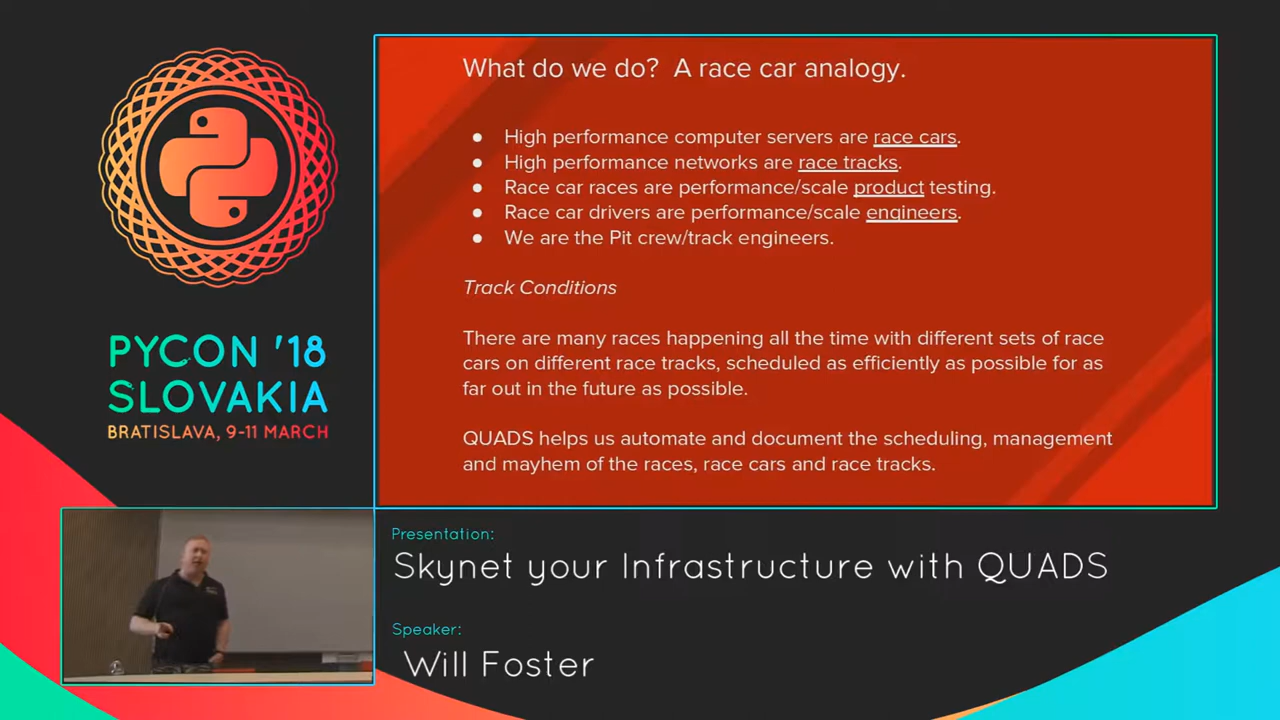 What do we do? A race car analogy.
● High performance computer servers are race cars.
● High performance networks are race tracks.
● Race car races are performance/scale product testing.
● Race car drivers are performance/scale engineers.
● We are the Pit crew/track engineers.
Track Conditions
There are many races happening all the time with different sets of race
cars on different race tracks, scheduled as efficiently as possible for as
far out in the future as possible.
QUADS helps us automate and document the scheduling, management
and mayhem of the races, race cars and race tracks.
PYCON '18
SLOVAKIA
BRATISLAVA, 9-11 MARCH
Presentation:
Skynet your Infrastructure with QUADS
Speaker:
Will Foster